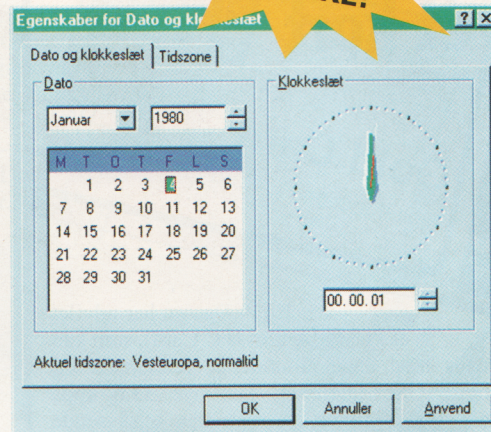 Egenskaber for Dato og klokkeslæt
Dato og klokkeslæt Tidszone
Dato
Januar 1980
M T O T F L S
1 2 3 4 5 6
7 8 9 10 11 12 13
14 15 16 17 18 19 20
21 22 23 24 25 26 27
28 29 30 31
Klokkeslæt
00.00.01
Aktuel tidszone: Vesteuropa, normaltid
OK Annuller Anvend